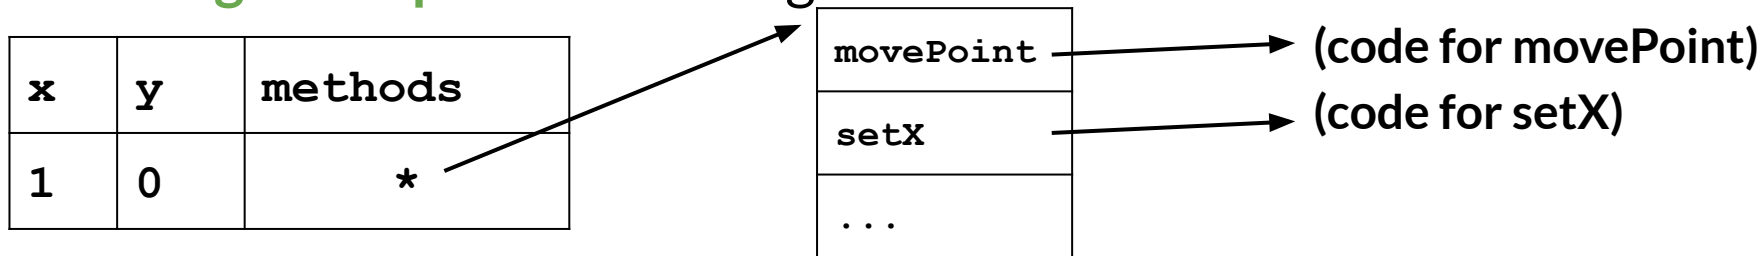 x y methods
1 0 *
movePoint
setX
...
(code for movePoint)
(code for setX)